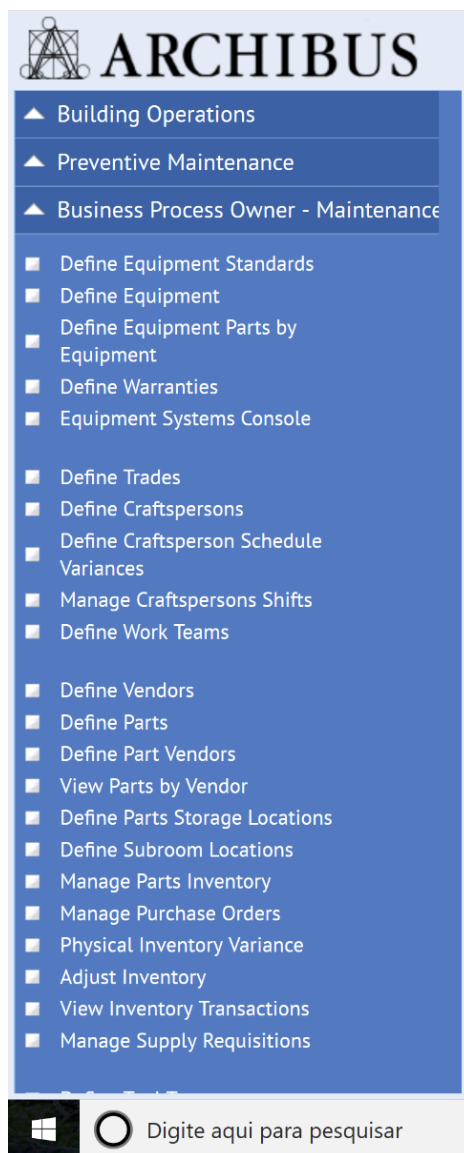 ARCHIBUS
Building Operations
Preventive Maintenance
Business Process Owner - Maintenance
Define Equipment Standards
Define Equipment
Define Equipment Parts by
Equipment
Define Warranties
Equipment Systems Console
Define Trades
Define Craftspersons
Define Craftsperson Schedule
Variances
Manage Craftspersons Shifts
Define Work Teams
Define Vendors
Define Parts
Define Part Vendors
View Parts by Vendor
Define Parts Storage Locations
Define Subroom Locations
Manage Parts Inventory
Manage Purchase Orders
Physical Inventory Variance
Adjust Inventory
View Inventory Transactions
Manage Supply Requisitions
Digite aqui para pesquisar